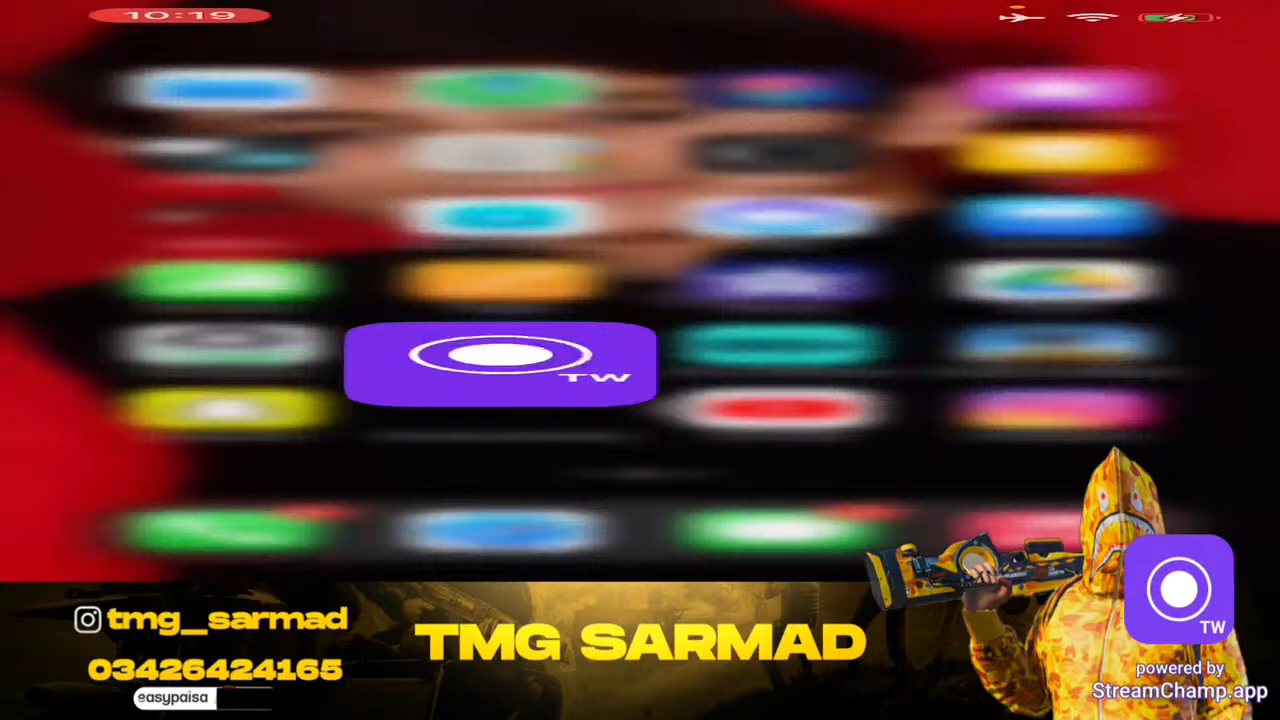 10:19
TW
tmg_sarmad
03426424165
easypaisa
TMG SARMAD
TW
powered by
StreamChamp.app